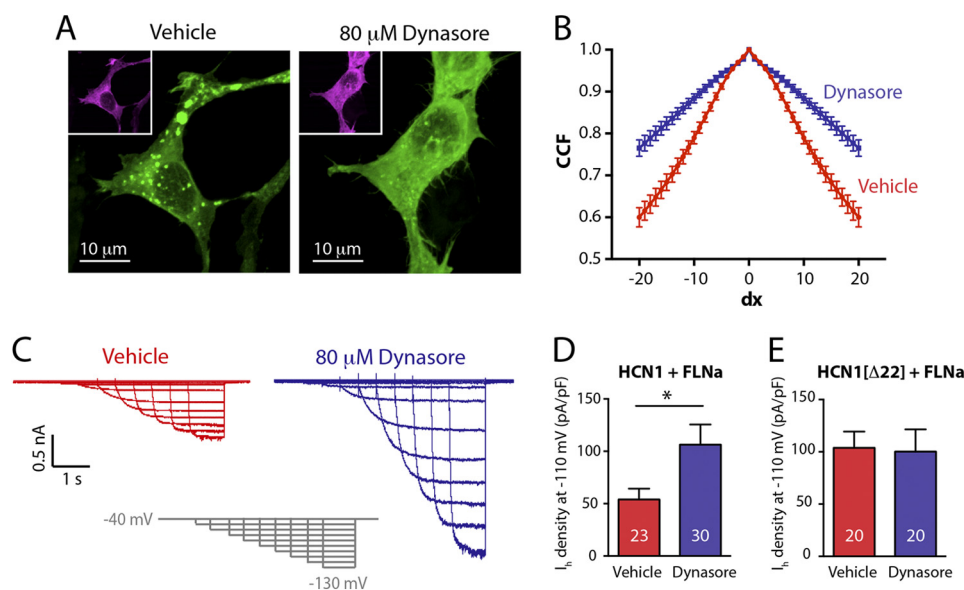 A
Vehicle
80 μM Dynasore
10 μm
10 μm
B
1.0
0.9
0.8
0.7
0.6
0.5
CCF
Dynasore
Vehicle
-20
-10
0
10
20
dx
C
Vehicle
80 μM Dynasore
0.5 nA
1 s
-40 mV
-130 mV
D
HCN1 + FLNa
Ih density at -110 mV (pA/pF)
150
100
50
0
*
23
30
Vehicle
Dynasore
E
HCN1[Δ22] + FLNa
Ih density at -110 mV (pA/pF)
150
100
50
0
20
20
Vehicle
Dynasore